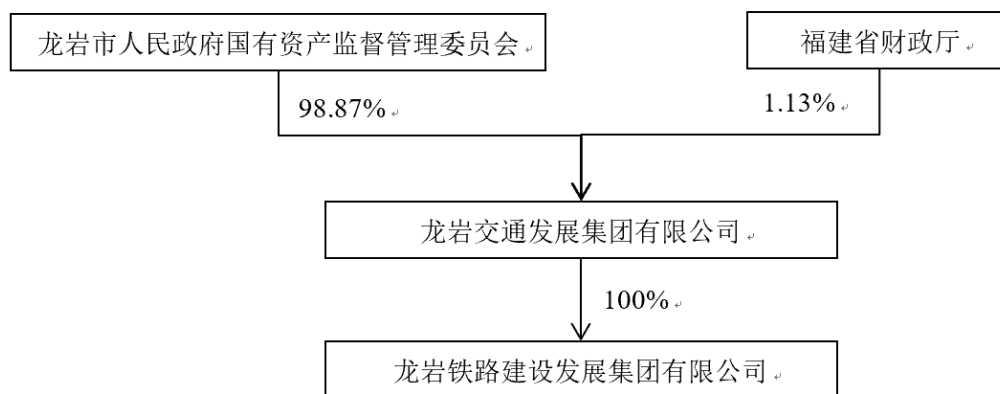 龙岩市人民政府国有资产监督管理委员会
福建省财政厅
98.87%
1.13%
龙岩交通发展集团有限公司
100%
龙岩铁路建设发展集团有限公司